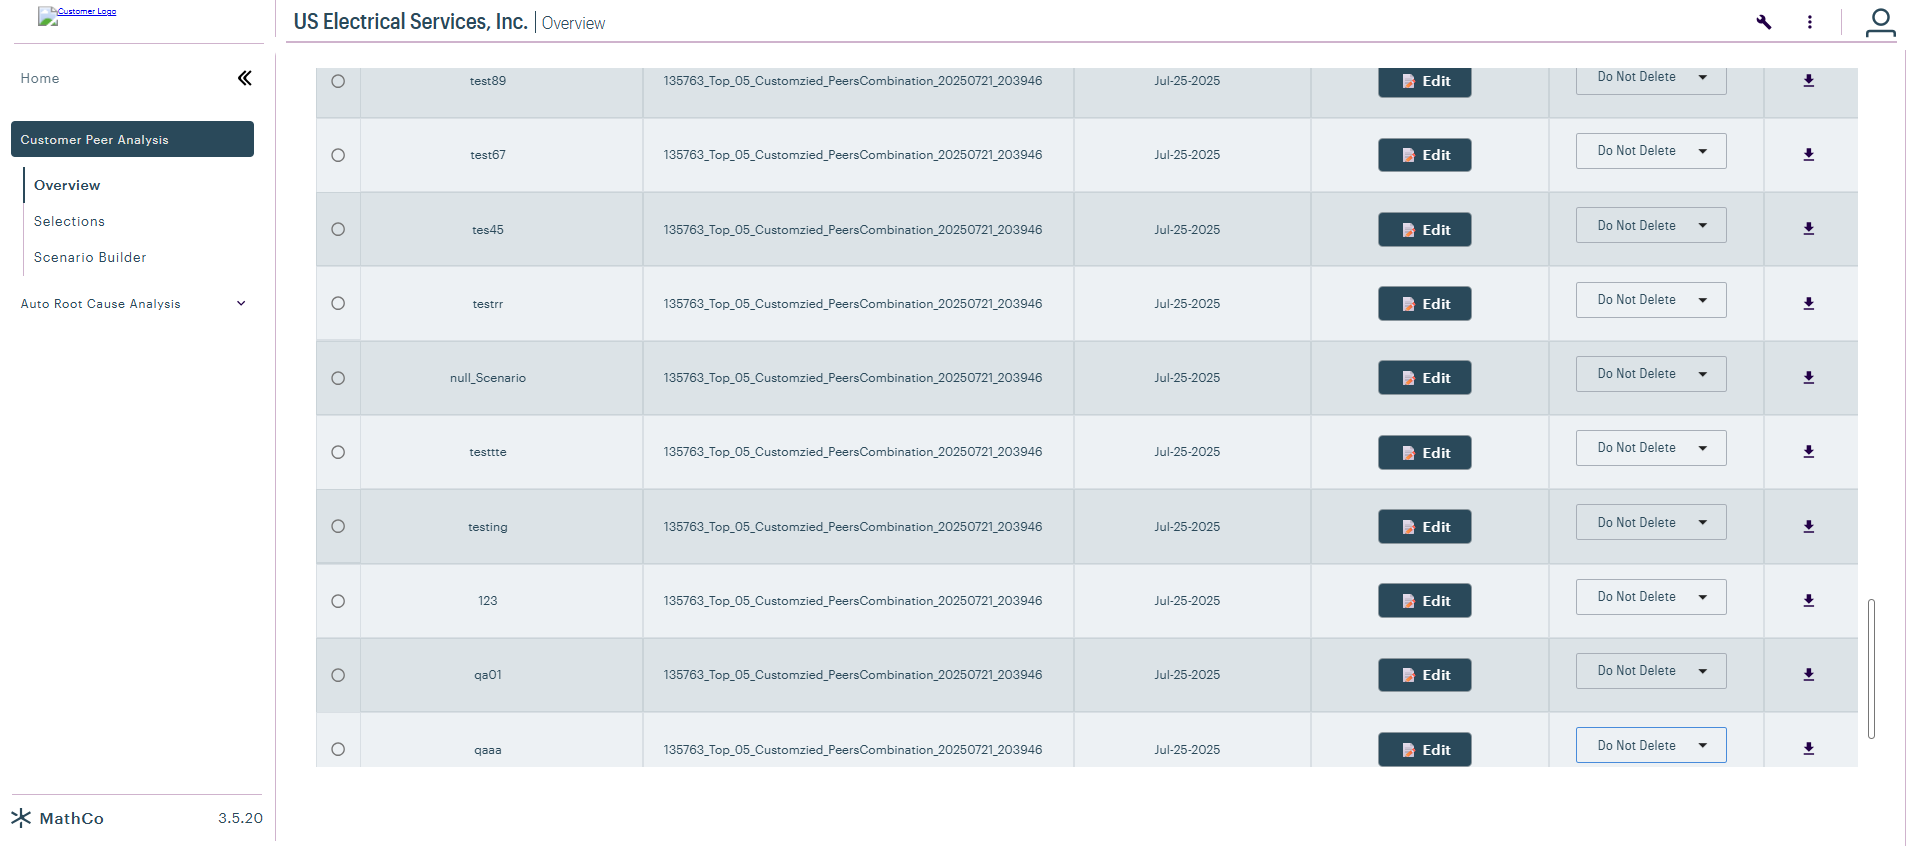 Customer Logo
US Electrical Services, Inc. Overview
Home
Customer Peer Analysis
Overview
Selections
Scenario Builder
Auto Root Cause Analysis
test89 135763_Top_05_Customzied_PeersCombination_20250721_203946 Jul-25-2025 Edit Do Not Delete
test67 135763_Top_05_Customzied_PeersCombination_20250721_203946 Jul-25-2025 Edit Do Not Delete
tes45 135763_Top_05_Customzied_PeersCombination_20250721_203946 Jul-25-2025 Edit Do Not Delete
testrr 135763_Top_05_Customzied_PeersCombination_20250721_203946 Jul-25-2025 Edit Do Not Delete
null_Scenario 135763_Top_05_Customzied_PeersCombination_20250721_203946 Jul-25-2025 Edit Do Not Delete
testtte 135763_Top_05_Customzied_PeersCombination_20250721_203946 Jul-25-2025 Edit Do Not Delete
testing 135763_Top_05_Customzied_PeersCombination_20250721_203946 Jul-25-2025 Edit Do Not Delete
123 135763_Top_05_Customzied_PeersCombination_20250721_203946 Jul-25-2025 Edit Do Not Delete
qa01 135763_Top_05_Customzied_PeersCombination_20250721_203946 Jul-25-2025 Edit Do Not Delete
qaaa 135763_Top_05_Customzied_PeersCombination_20250721_203946 Jul-25-2025 Edit Do Not Delete
MathCo 3.5.20